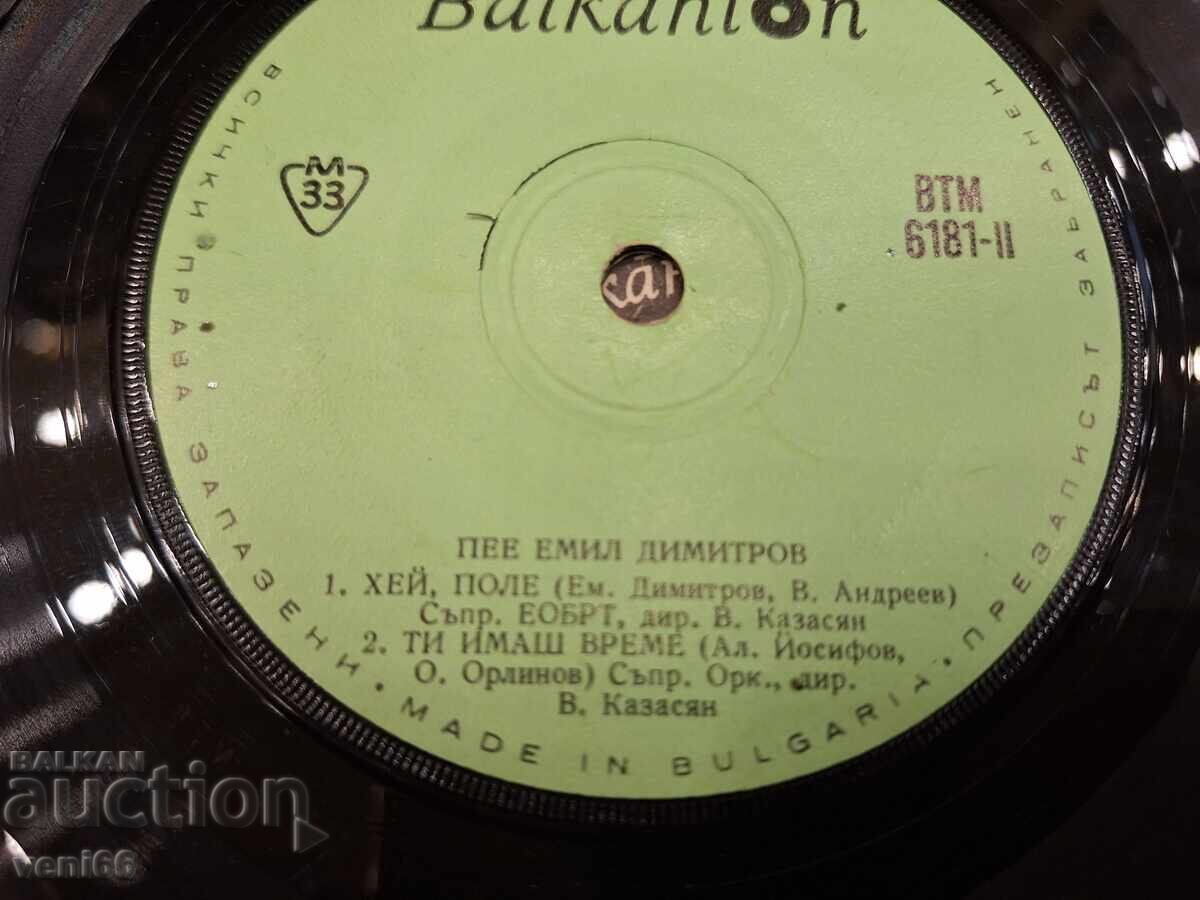 Balkanton
М
33
ВТМ
6181-II
ВСИЧКИ ПРАВА ЗАПАЗЕНИ · MADE IN BULGARIA · ПРЕЗАПИСЪТ ЗАБРАНЕН
кан
ПЕЕ ЕМИЛ ДИМИТРОВ
1. ХЕЙ, ПОЛЕ (Ем. Димитров, В. Андреев)
Съпр. ЕОБРТ, дир. В. Казасян
2. ТИ ИМАШ ВРЕМЕ (Ал. Йосифов,
О. Орлинов) Съпр. Орк., дир.
В. Казасян
BALKAN
auction
veni66